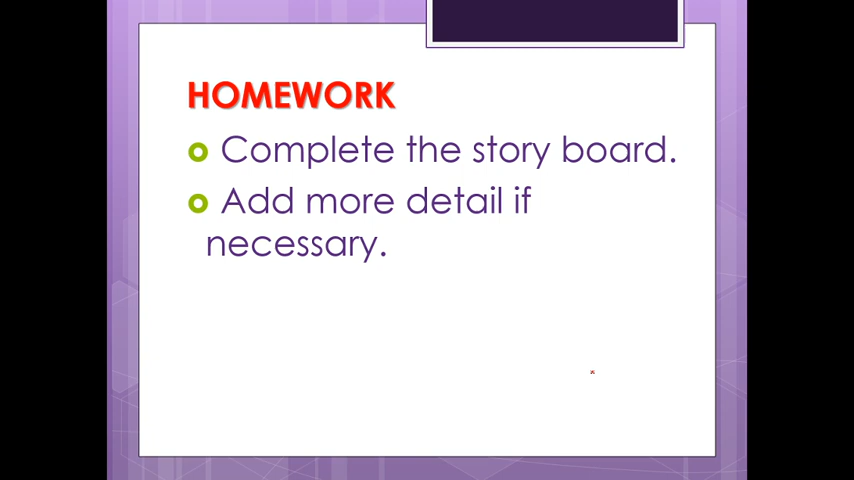 HOMEWORK
Complete the story board.
Add more detail if
necessary.